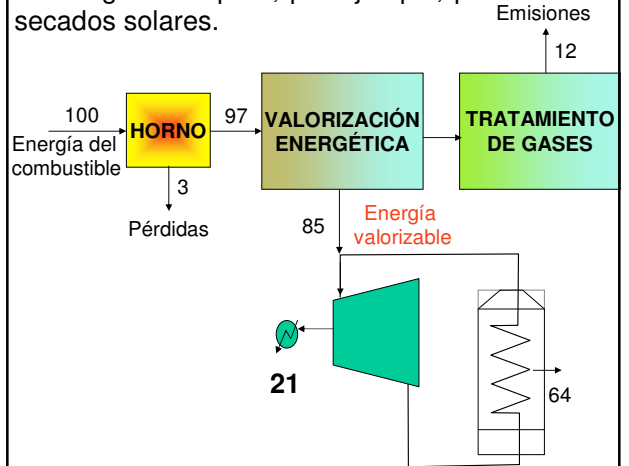 secados solares.
Emisiones
12
100
HORNO
97
VALORIZACIÓN
ENERGÉTICA
TRATAMIENTO
DE GASES
Energía del
combustible
3
Pérdidas
85
Energía
valorizable
21
64